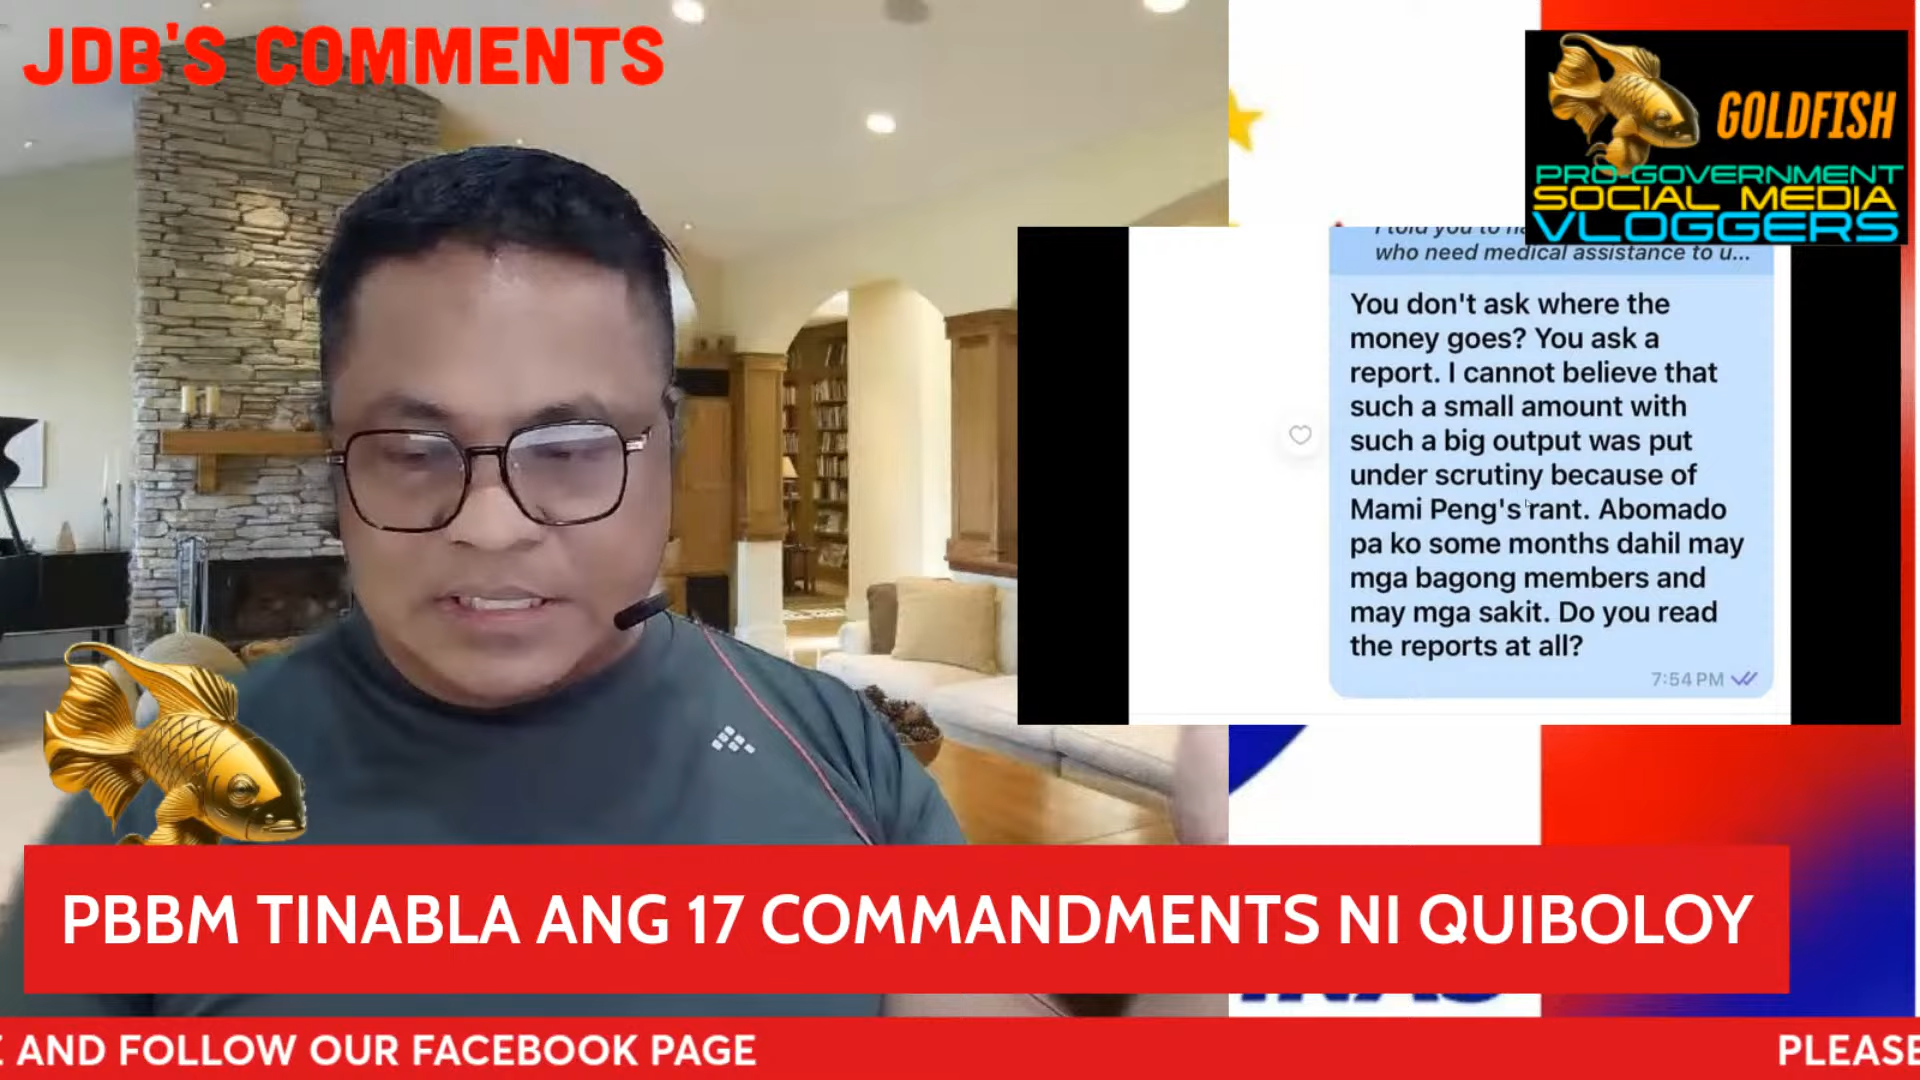 JDB'S COMMENTS
GOLDFISH
PRO-GOVERNMENT
SOCIAL MEDIA
VLOGGERS
I told you to
who need medical assistance to u...
You don't ask where the
money goes? You ask a
report. I cannot believe that
such a small amount with
such a big output was put
under scrutiny because of
Mami Peng's rant. Abomado
pa ko some months dahil may
mga bagong members and
may mga sakit. Do you read
the reports at all?
7:54 PM
PBBM TINABLA ANG 17 COMMANDMENTS NI QUIBOLOY
AND FOLLOW OUR FACEBOOK PAGE
PLEASE